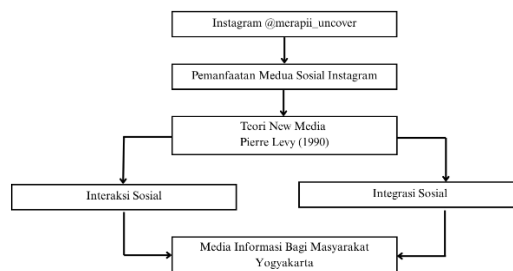 Instagram @merapii_uncover
Pemanfaatan Medua Sosial Instagram
Teori New Media
Pierre Levy (1990)
Interaksi Sosial
Integrasi Sosial
Media Informasi Bagi Masyarakat
Yogyakarta